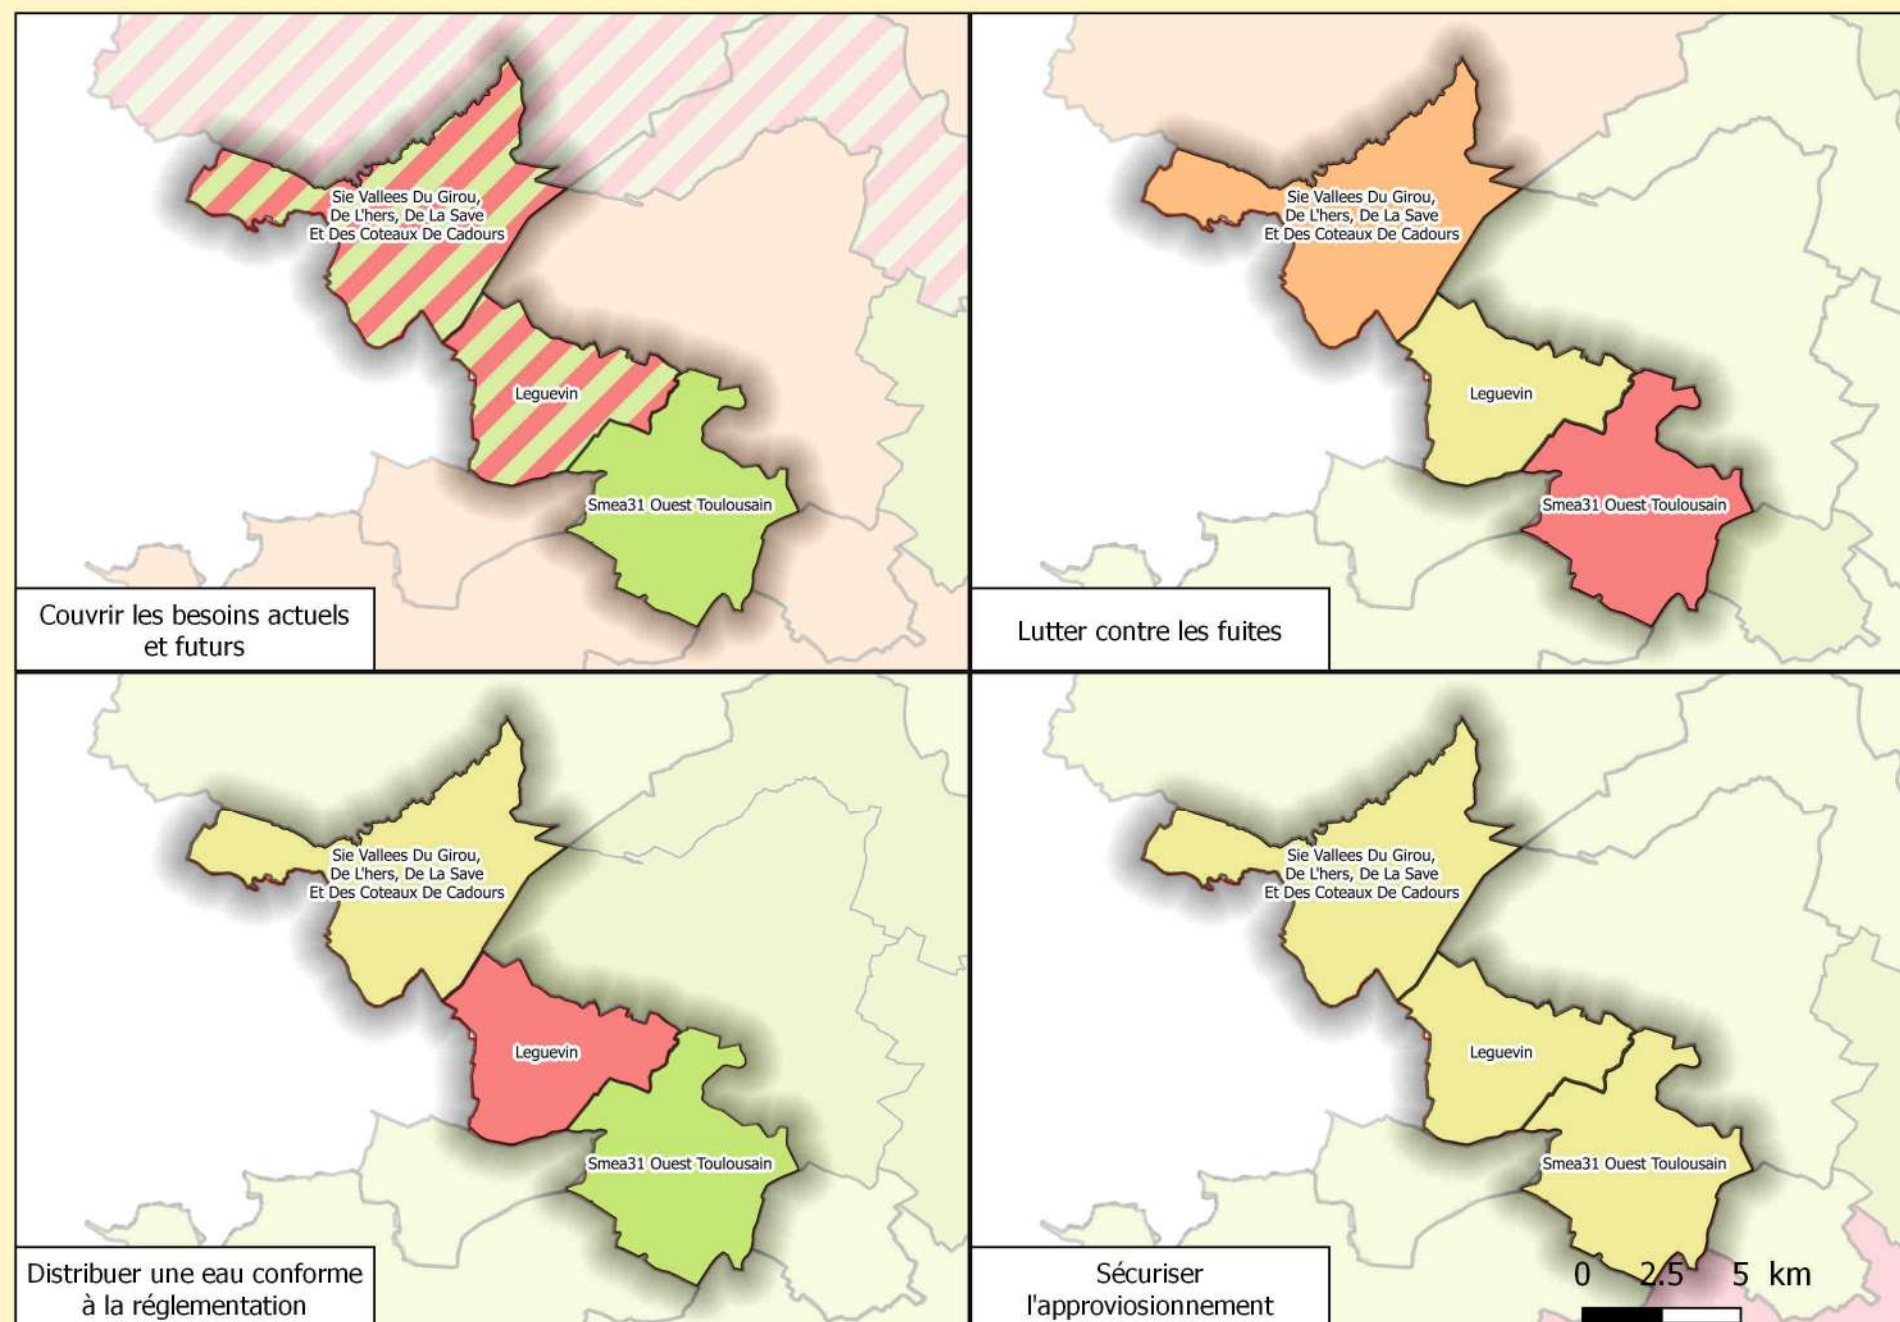 Sie Vallees Du Girou,
De L'hers, De La Save
Et Des Coteaux De Cadours
Leguevin
Smea31 Ouest Toulousain
Couvrir les besoins actuels
et futurs
Sie Vallees Du Girou,
De L'hers, De La Save
Et Des Coteaux De Cadours
Leguevin
Smea31 Ouest Toulousain
Lutter contre les fuites
Sie Vallees Du Girou,
De L'hers, De La Save
Et Des Coteaux De Cadours
Leguevin
Smea31 Ouest Toulousain
Distribuer une eau conforme
à la réglementation
Sie Vallees Du Girou,
De L'hers, De La Save
Et Des Coteaux De Cadours
Leguevin
Smea31 Ouest Toulousain
Sécuriser
l'approviosionnement
0 2.5 5 km